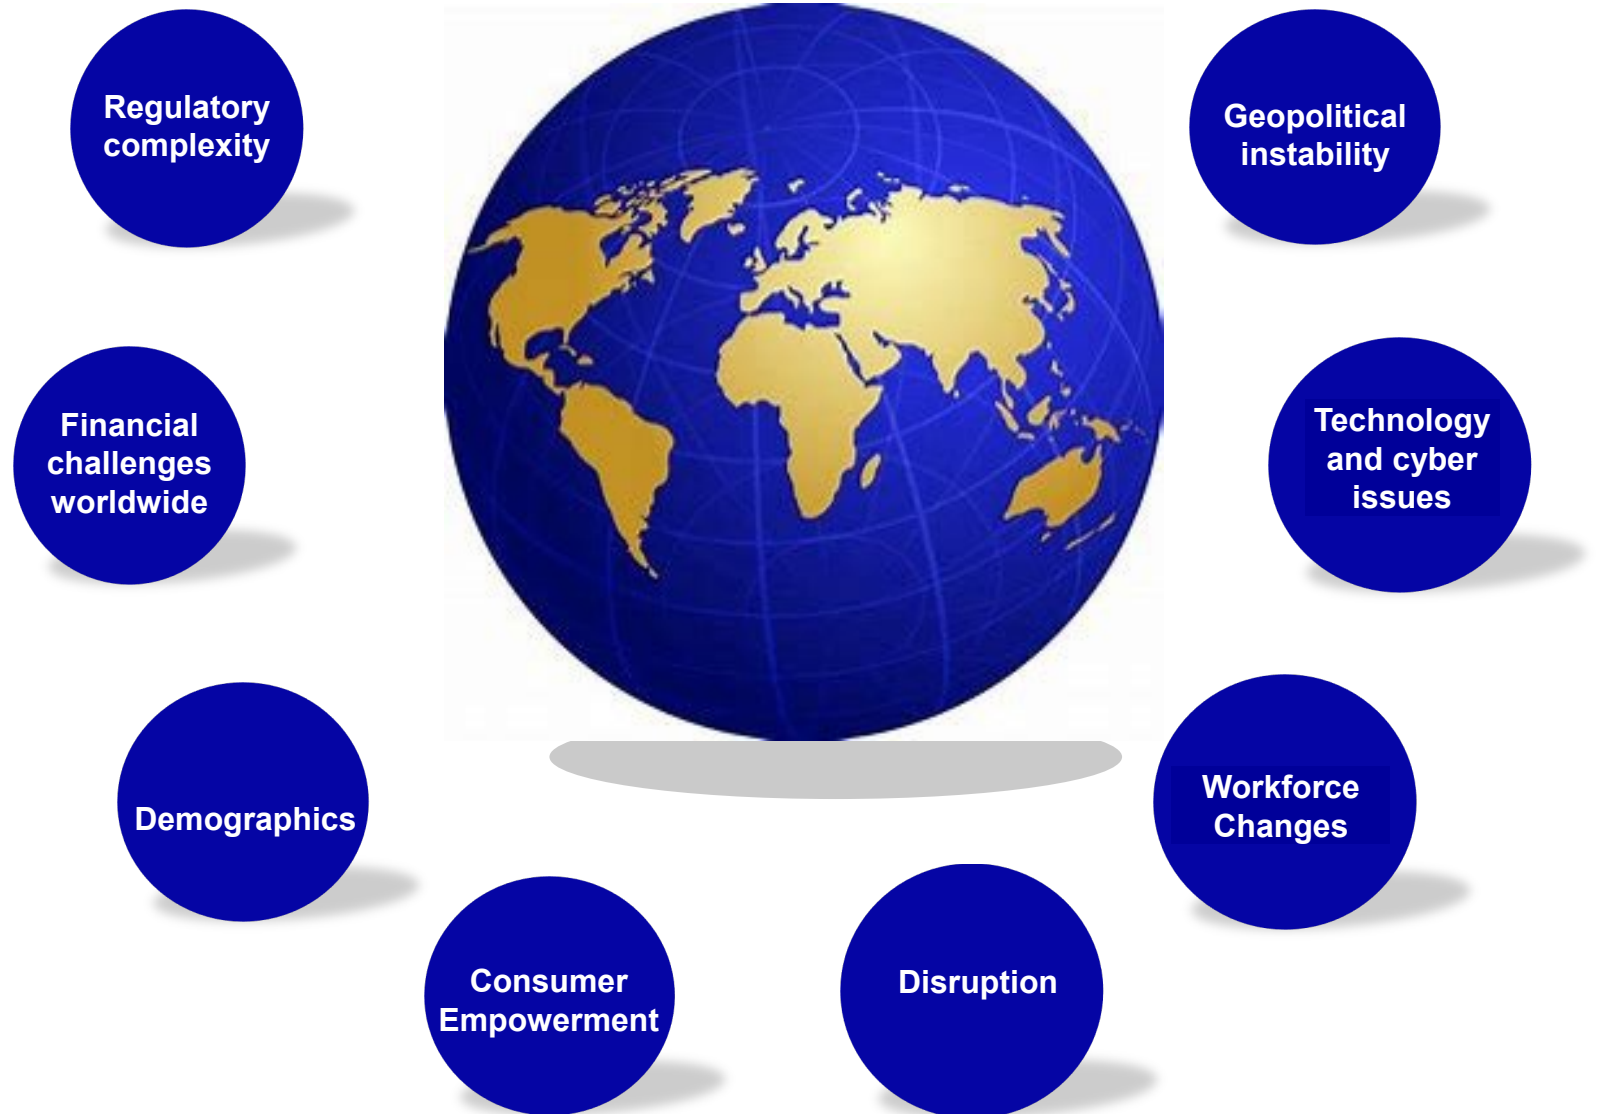 Regulatory
complexity
Geopolitical
instability
Financial
challenges
worldwide
Technology
and cyber
issues
Demographics
Workforce
Changes
Consumer
Empowerment
Disruption